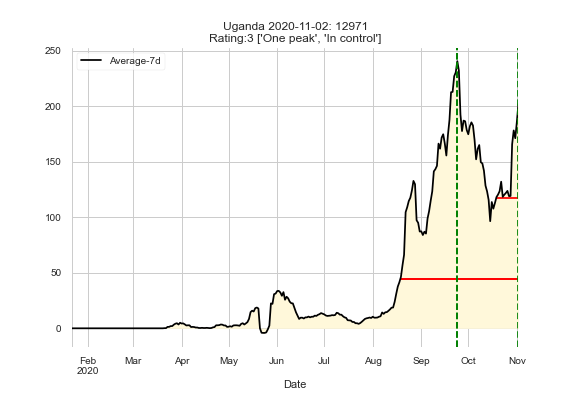 Uganda 2020-11-02: 12971
Rating:3 ['One peak', 'In control']
250
Average-7d
200
150
100
50
0
Feb Mar Apr May Jun Jul Aug Sep Oct Nov
2020
Date